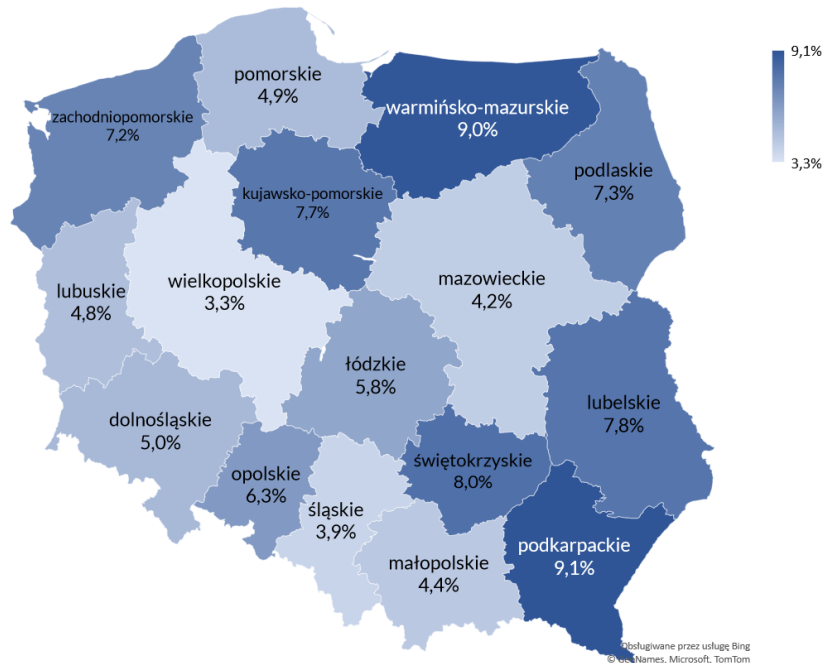 9,1%
3,3%
pomorskie
4,9%
warmińsko-mazurskie
9,0%
zachodniopomorskie
7,2%
podlaskie
7,3%
kujawsko-pomorskie
7,7%
wielkopolskie
3,3%
mazowieckie
4,2%
lubuskie
4,8%
łódzkie
5,8%
lubelskie
7,8%
dolnośląskie
5,0%
świętokrzyskie
8,0%
opolskie
6,3%
śląskie
3,9%
podkarpackie
9,1%
małopolskie
4,4%
Obsługiwane przez usługę Bing
© GeoNames, Microsoft, TomTom